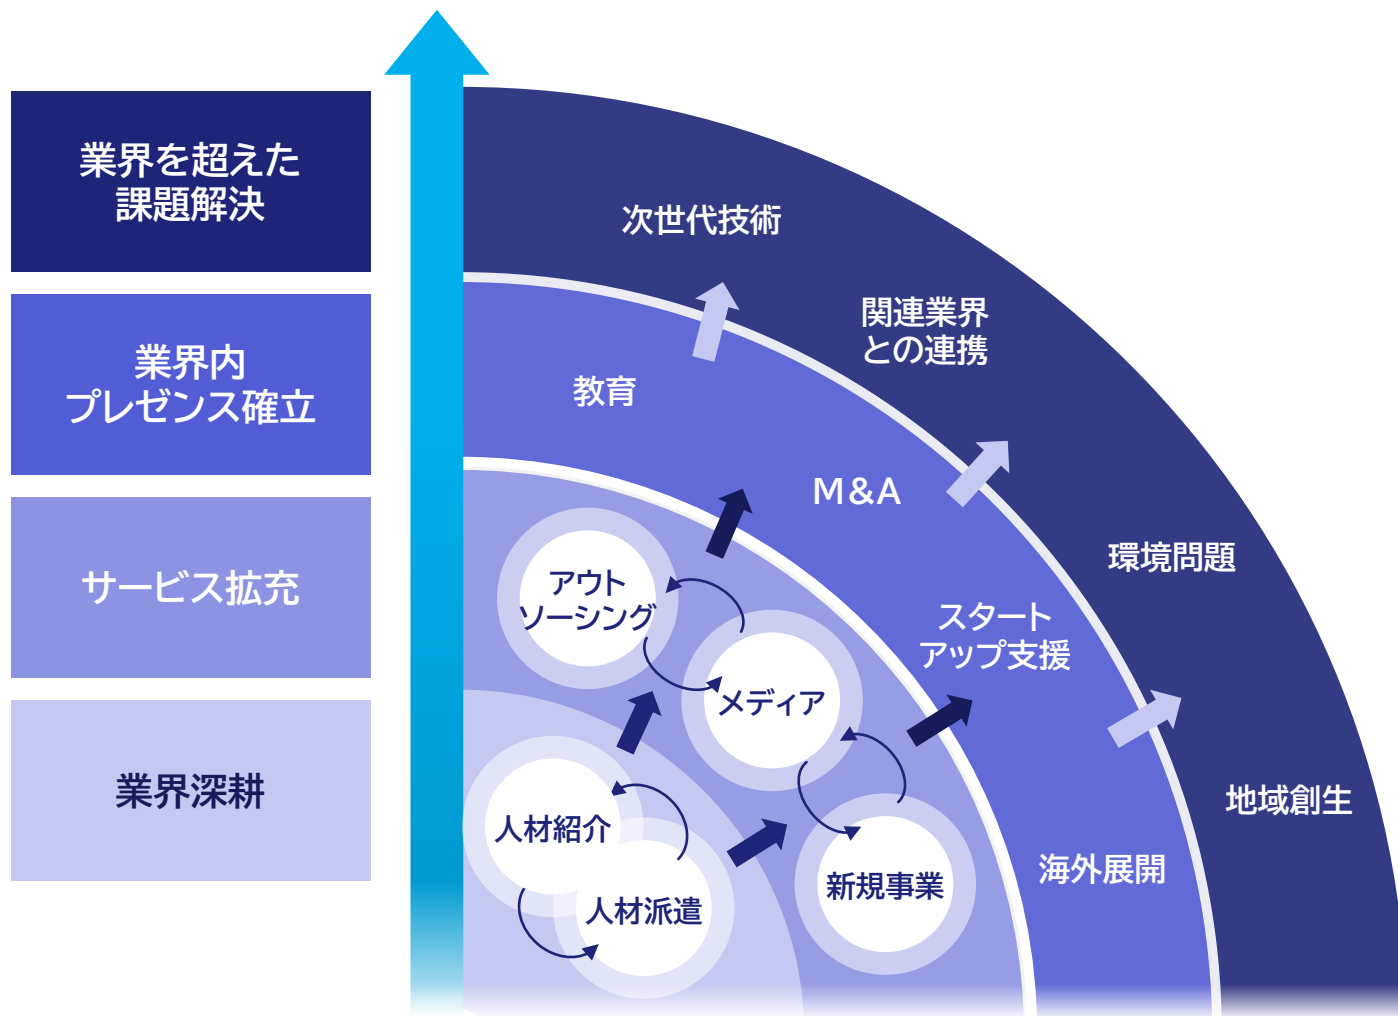 業界を超えた
課題解決
業界内
プレゼンス確立
サービス拡充
業界深耕
次世代技術
関連業界
との連携
環境問題
地域創生
教育
M&A
スタート
アップ支援
海外展開
アウト
ソーシング
メディア
新規事業
人材紹介
人材派遣